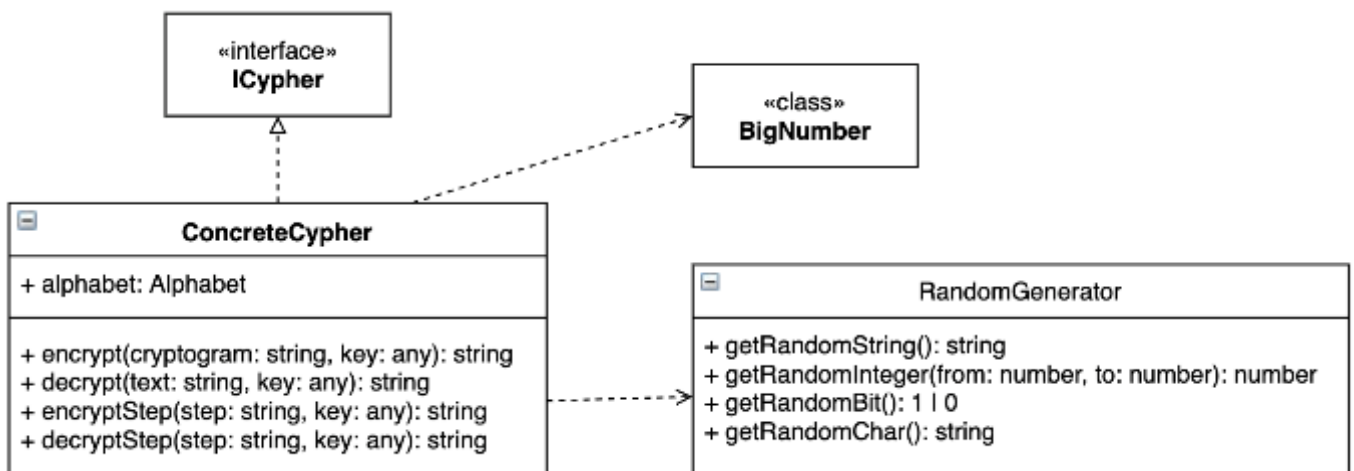 «interface»
ICypher
«class»
BigNumber
ConcreteCypher
+ alphabet: Alphabet
+ encrypt(cryptogram: string, key: any): string
+ decrypt(text: string, key: any): string
+ encryptStep(step: string, key: any): string
+ decryptStep(step: string, key: any): string
RandomGenerator
+ getRandomString(): string
+ getRandomInteger(from: number, to: number): number
+ getRandomBit(): 1 | 0
+ getRandomChar(): string